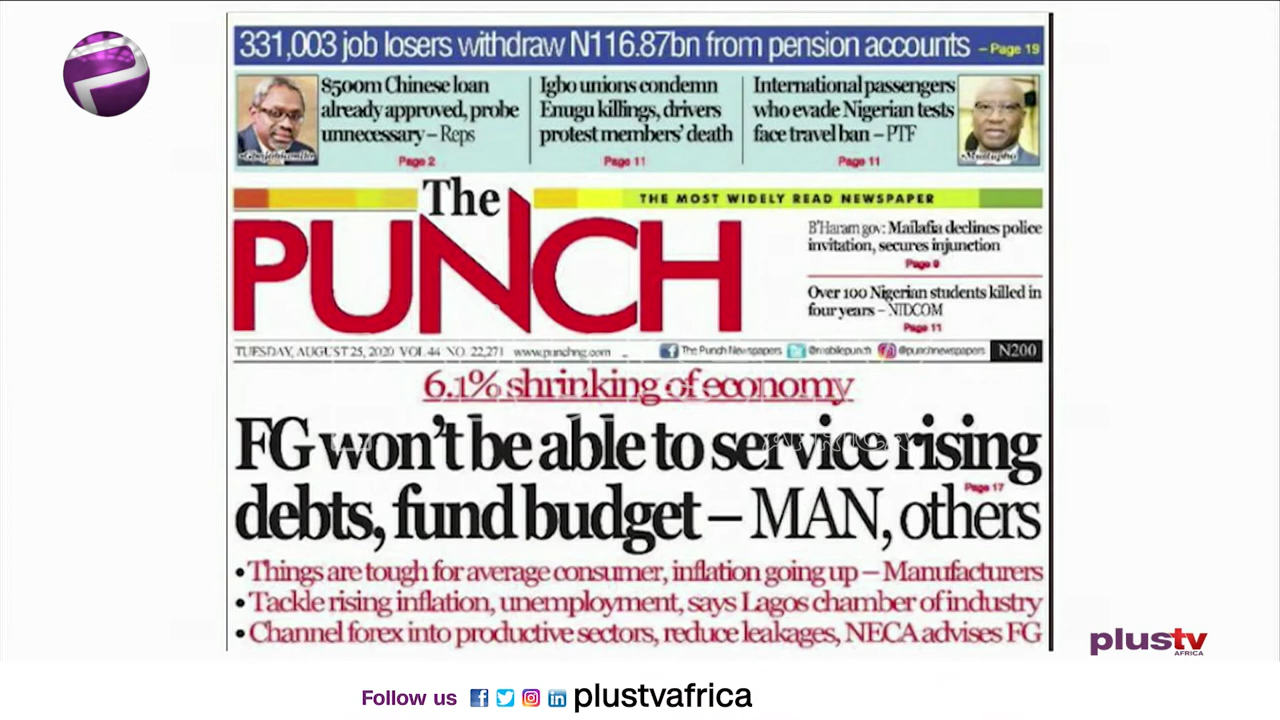 331,003 job losers withdraw N116.87bn from pension accounts – Page 19
$500m Chinese loan
already approved, probe
unnecessary – Reps
Page 2
Igbo unions condemn
Enugu killings, drivers
protest members' death
Page 11
International passengers
who evade Nigerian tests
face travel ban – PTF
Page 11
•Gbajabiamila
•Mustapha
The
PUNCH
THE MOST WIDELY READ NEWSPAPER
B'Haram gov: Mailafia declines police
invitation, secures injunction
Page 9
Over 100 Nigerian students killed in
four years – NIDCOM
Page 11
TUESDAY, AUGUST 25, 2020 VOL. 44 NO. 22,271 www.punchng.com The Punch Newspapers @mobilepunch @punchnewspapers N200
6.1% shrinking of economy
FG won't be able to service rising
Page 17
debts, fund budget – MAN, others
• Things are tough for average consumer, inflation going up – Manufacturers
• Tackle rising inflation, unemployment, says Lagos chamber of industry
• Channel forex into productive sectors, reduce leakages, NECA advises FG
plustv
AFRICA
Follow us plustvafrica